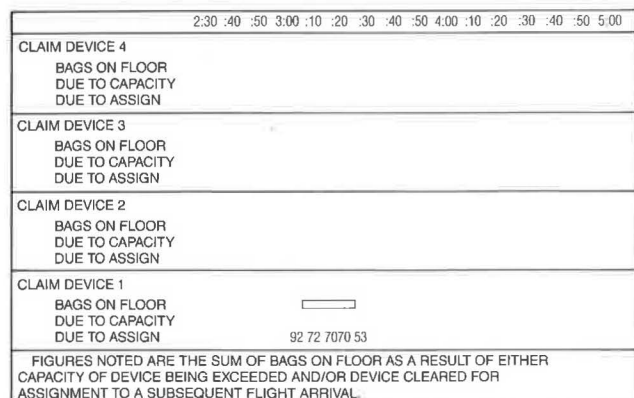 2:30 :40 :50 3:00 :10 :20 :30 :40 :50 4:00 :10 :20 :30 :40 :50 5:00
CLAIM DEVICE 4
BAGS ON FLOOR
DUE TO CAPACITY
DUE TO ASSIGN
CLAIM DEVICE 3
BAGS ON FLOOR
DUE TO CAPACITY
DUE TO ASSIGN
CLAIM DEVICE 2
BAGS ON FLOOR
DUE TO CAPACITY
DUE TO ASSIGN
CLAIM DEVICE 1
BAGS ON FLOOR
DUE TO CAPACITY
DUE TO ASSIGN 92 72 7070 53
FIGURES NOTED ARE THE SUM OF BAGS ON FLOOR AS A RESULT OF EITHER
CAPACITY OF DEVICE BEING EXCEEDED AND/OR DEVICE CLEARED FOR
ASSIGNMENT TO A SUBSEQUENT FLIGHT ARRIVAL.